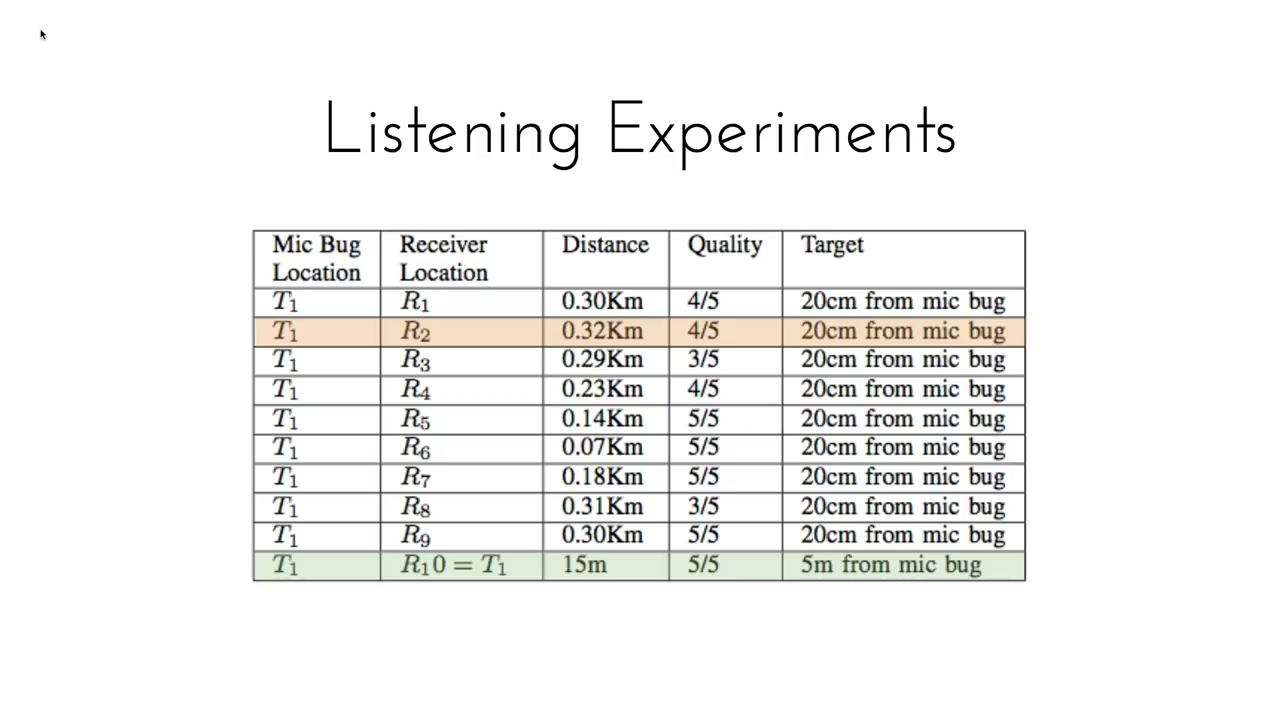 Listening Experiments
Mic Bug Location | Receiver Location | Distance | Quality | Target
T₁ | R₁ | 0.30Km | 4/5 | 20cm from mic bug
T₁ | R₂ | 0.32Km | 4/5 | 20cm from mic bug
T₁ | R₃ | 0.29Km | 3/5 | 20cm from mic bug
T₁ | R₄ | 0.23Km | 4/5 | 20cm from mic bug
T₁ | R₅ | 0.14Km | 5/5 | 20cm from mic bug
T₁ | R₆ | 0.07Km | 5/5 | 20cm from mic bug
T₁ | R₇ | 0.18Km | 5/5 | 20cm from mic bug
T₁ | R₈ | 0.31Km | 3/5 | 20cm from mic bug
T₁ | R₉ | 0.30Km | 5/5 | 20cm from mic bug
T₁ | R₁0 = T₁ | 15m | 5/5 | 5m from mic bug